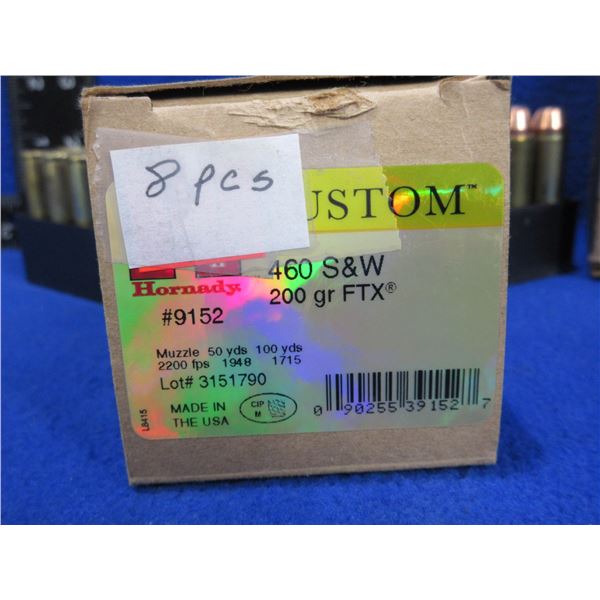 8 pcs
USTOM™
460 S&W
Hornady
200 gr FTX®
#9152
Muzzle 50 yds 100 yds
2200 fps 1948 1715
Lot# 3151790
MADE IN
THE USA
CIP
M
L8415
0 90255 39152 7